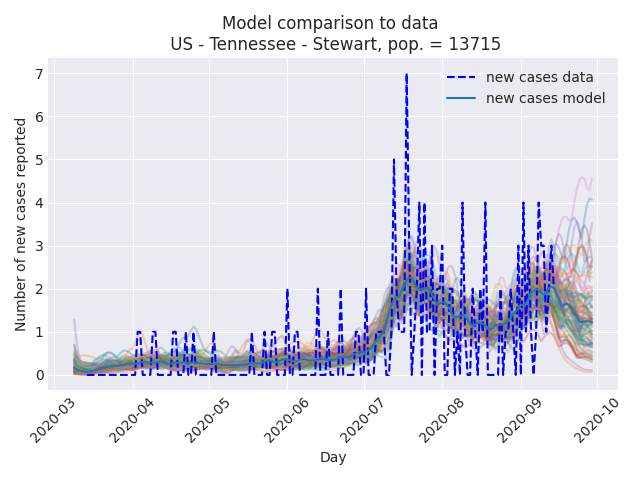 Model comparison to data
US - Tennessee - Stewart, pop. = 13715
new cases data
new cases model
Number of new cases reported
7
6
5
4
3
2
1
0
2020-03
2020-04
2020-05
2020-06
2020-07
2020-08
2020-09
2020-10
Day